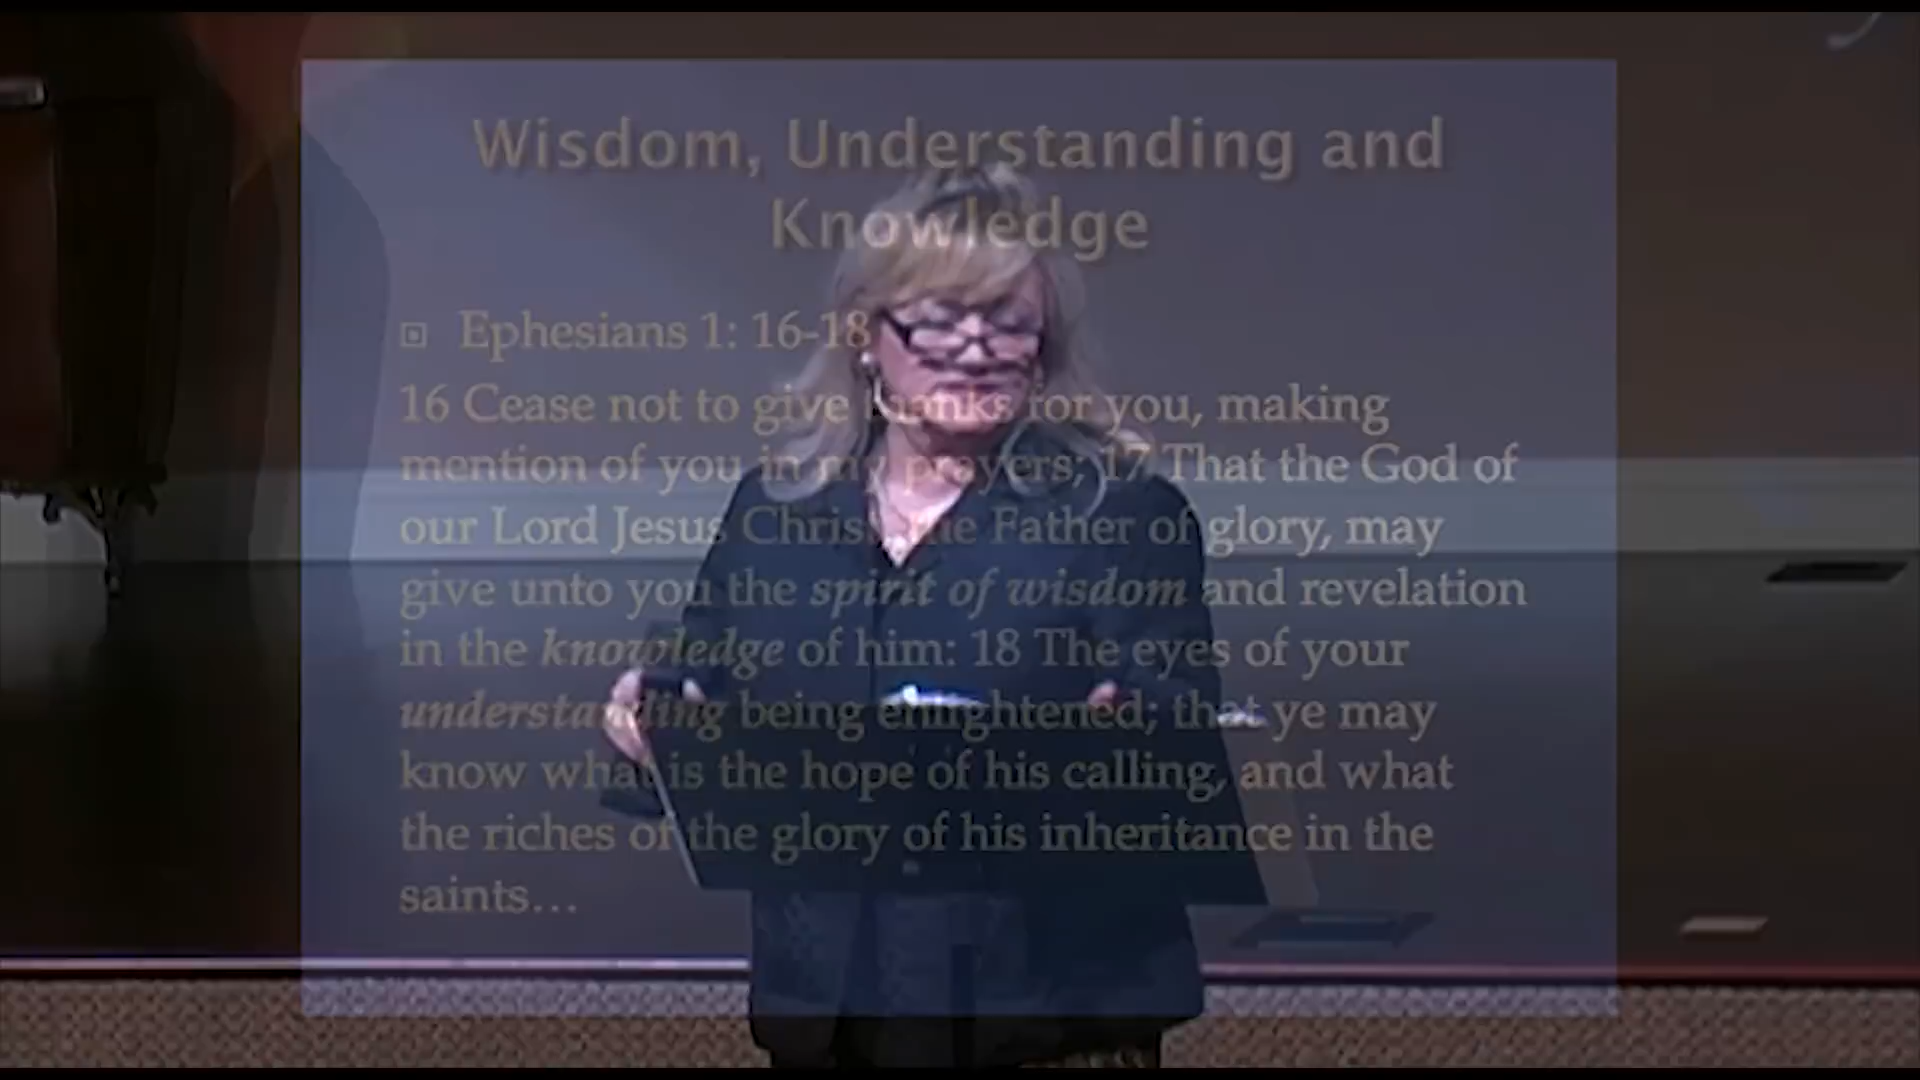 Wisdom, Understanding and
Knowledge
Ephesians 1: 16-18
16 Cease not to give thanks for you, making
mention of you in my prayers; 17 That the God of
our Lord Jesus Christ, the Father of glory, may
give unto you the spirit of wisdom and revelation
in the knowledge of him: 18 The eyes of your
understanding being enlightened; that ye may
know what is the hope of his calling, and what
the riches of the glory of his inheritance in the
saints…